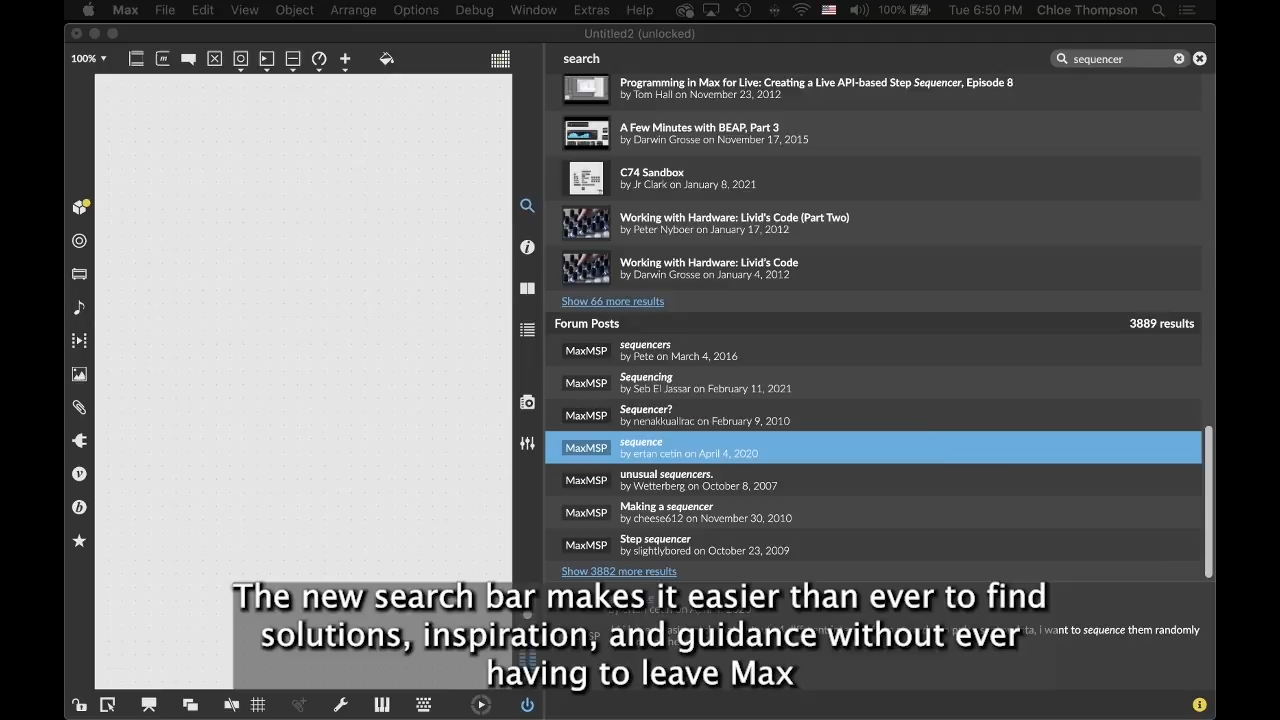 Max File Edit View Object Arrange Options Debug Window Extras Help 100% Tue 6:50 PM Chloe Thompson
Untitled2 (unlocked)
100%
search
sequencer
Programming in Max for Live: Creating a Live API-based Step Sequencer, Episode 8
by Tom Hall on November 23, 2012
A Few Minutes with BEAP, Part 3
by Darwin Grosse on November 17, 2015
C74 Sandbox
by Jr Clark on January 8, 2021
Working with Hardware: Livid's Code (Part Two)
by Peter Nyboer on January 17, 2012
Working with Hardware: Livid's Code
by Darwin Grosse on January 4, 2012
Show 66 more results
Forum Posts 3889 results
MaxMSP
sequencers
by Pete on March 4, 2016
MaxMSP
Sequencing
by Seb El Jassar on February 11, 2021
MaxMSP
Sequencer?
by nenakkuallrac on February 9, 2010
MaxMSP
sequence
by ertan cetin on April 4, 2020
MaxMSP
unusual sequencers.
by Wetterberg on October 8, 2007
MaxMSP
Making a sequencer
by cheese612 on November 30, 2010
MaxMSP
Step sequencer
by slightlybored on October 23, 2009
Show 3882 more results
The new search bar makes it easier than ever to find
solutions, inspiration, and guidance without ever
having to leave Max
want to sequence them randomly